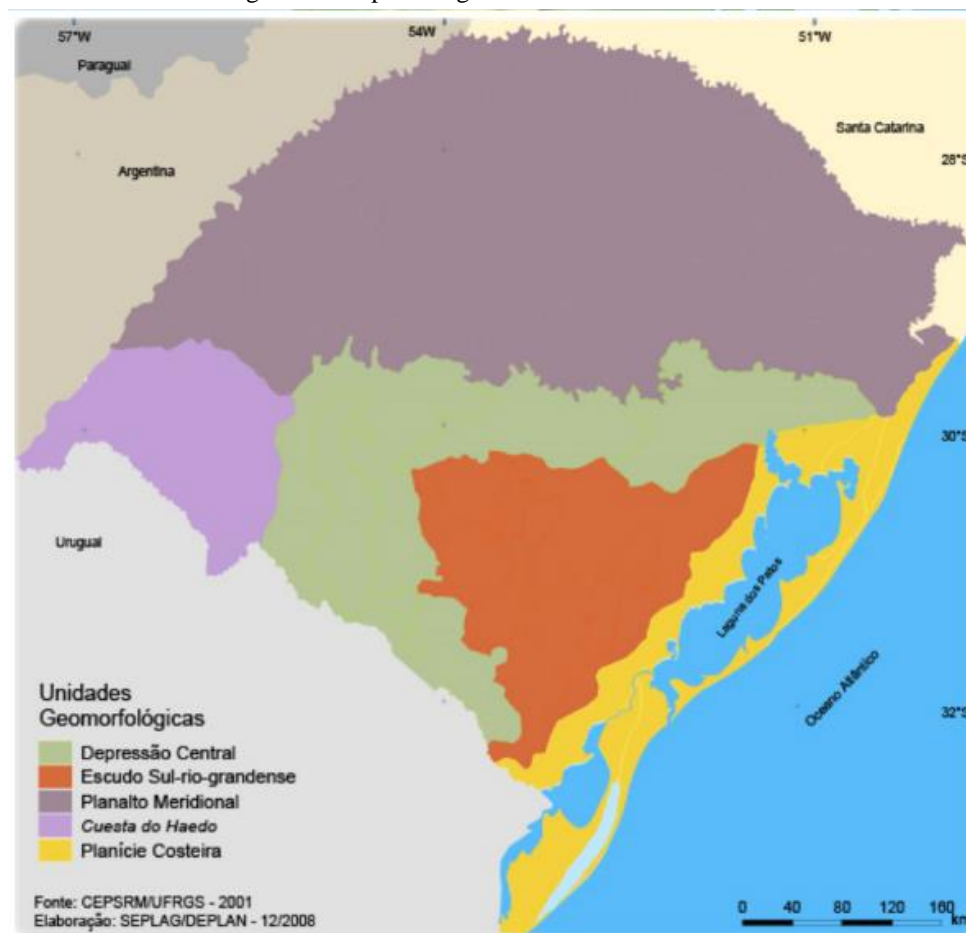 57°W
54°W
51°W
Paraguai
Santa Catarina
28°S
Argentina
30°S
Uruguai
Laguna dos Patos
Oceano Atlântico
32°S
Unidades
Geomorfológicas
Depressão Central
Escudo Sul-rio-grandense
Planalto Meridional
Cuesta do Haedo
Planície Costeira
Fonte: CEPSRM/UFRGS - 2001
Elaboração: SEPLAG/DEPLAN - 12/2008
0 40 80 120 160
km